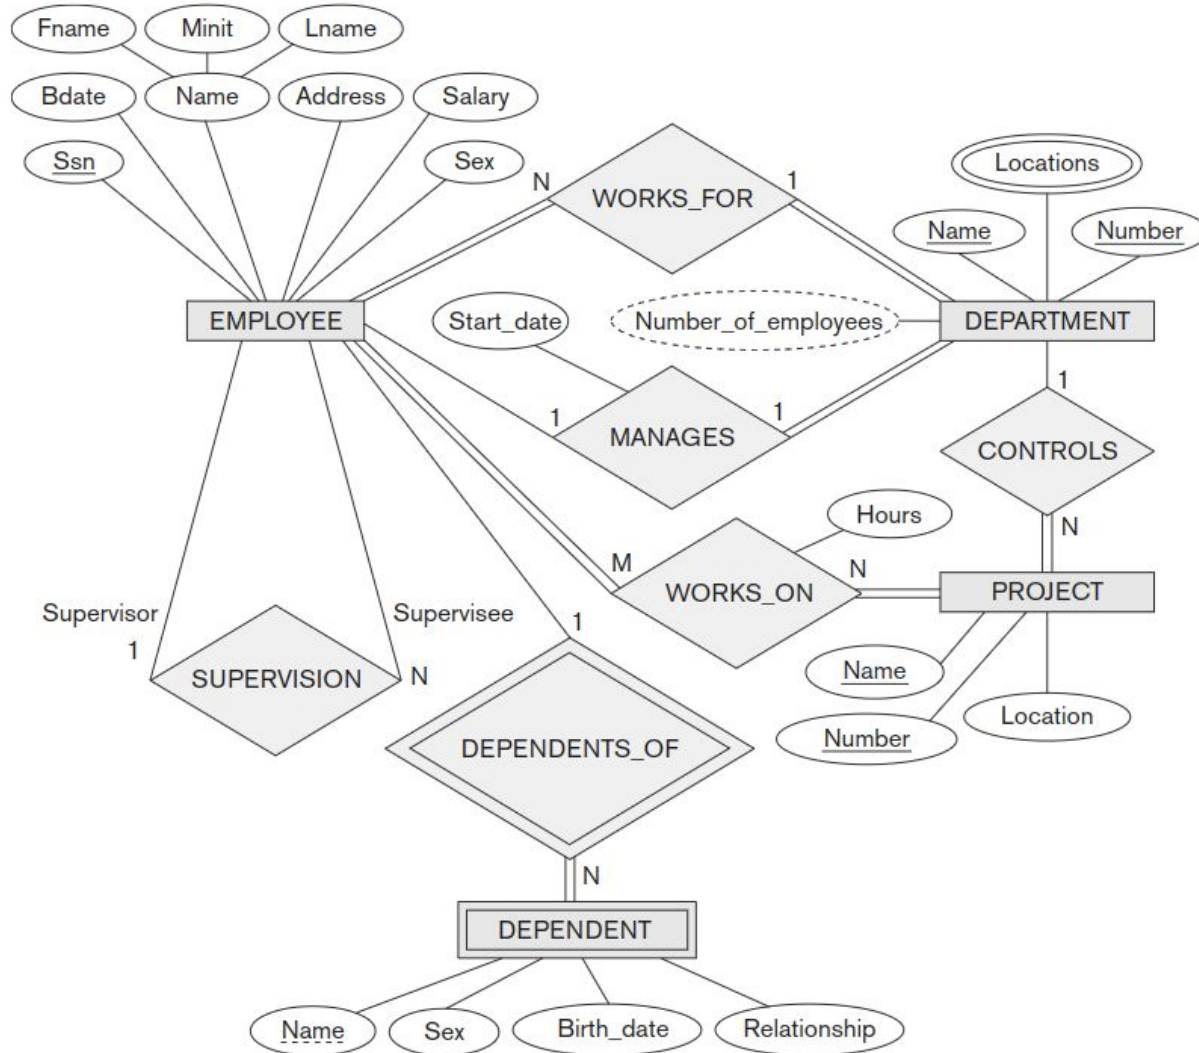 Fname
Minit
Lname
Bdate
Name
Address
Salary
Ssn
Sex
N
WORKS_FOR
1
Locations
Name
Number
EMPLOYEE
Start_date
Number_of_employees
DEPARTMENT
1
MANAGES
1
1
CONTROLS
Hours
N
M
WORKS_ON
N
PROJECT
Supervisor
Supervisee
1
SUPERVISION
N
1
Name
Number
Location
DEPENDENTS_OF
N
DEPENDENT
Name
Sex
Birth_date
Relationship